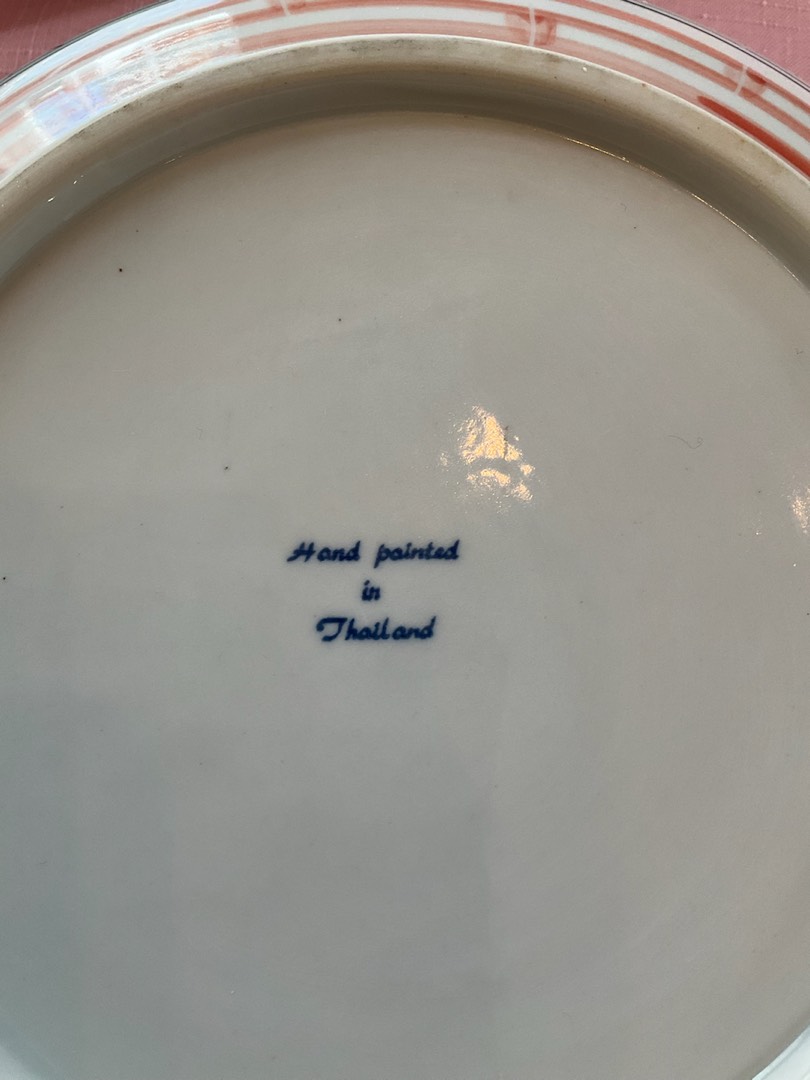 Hand painted
in
Thailand